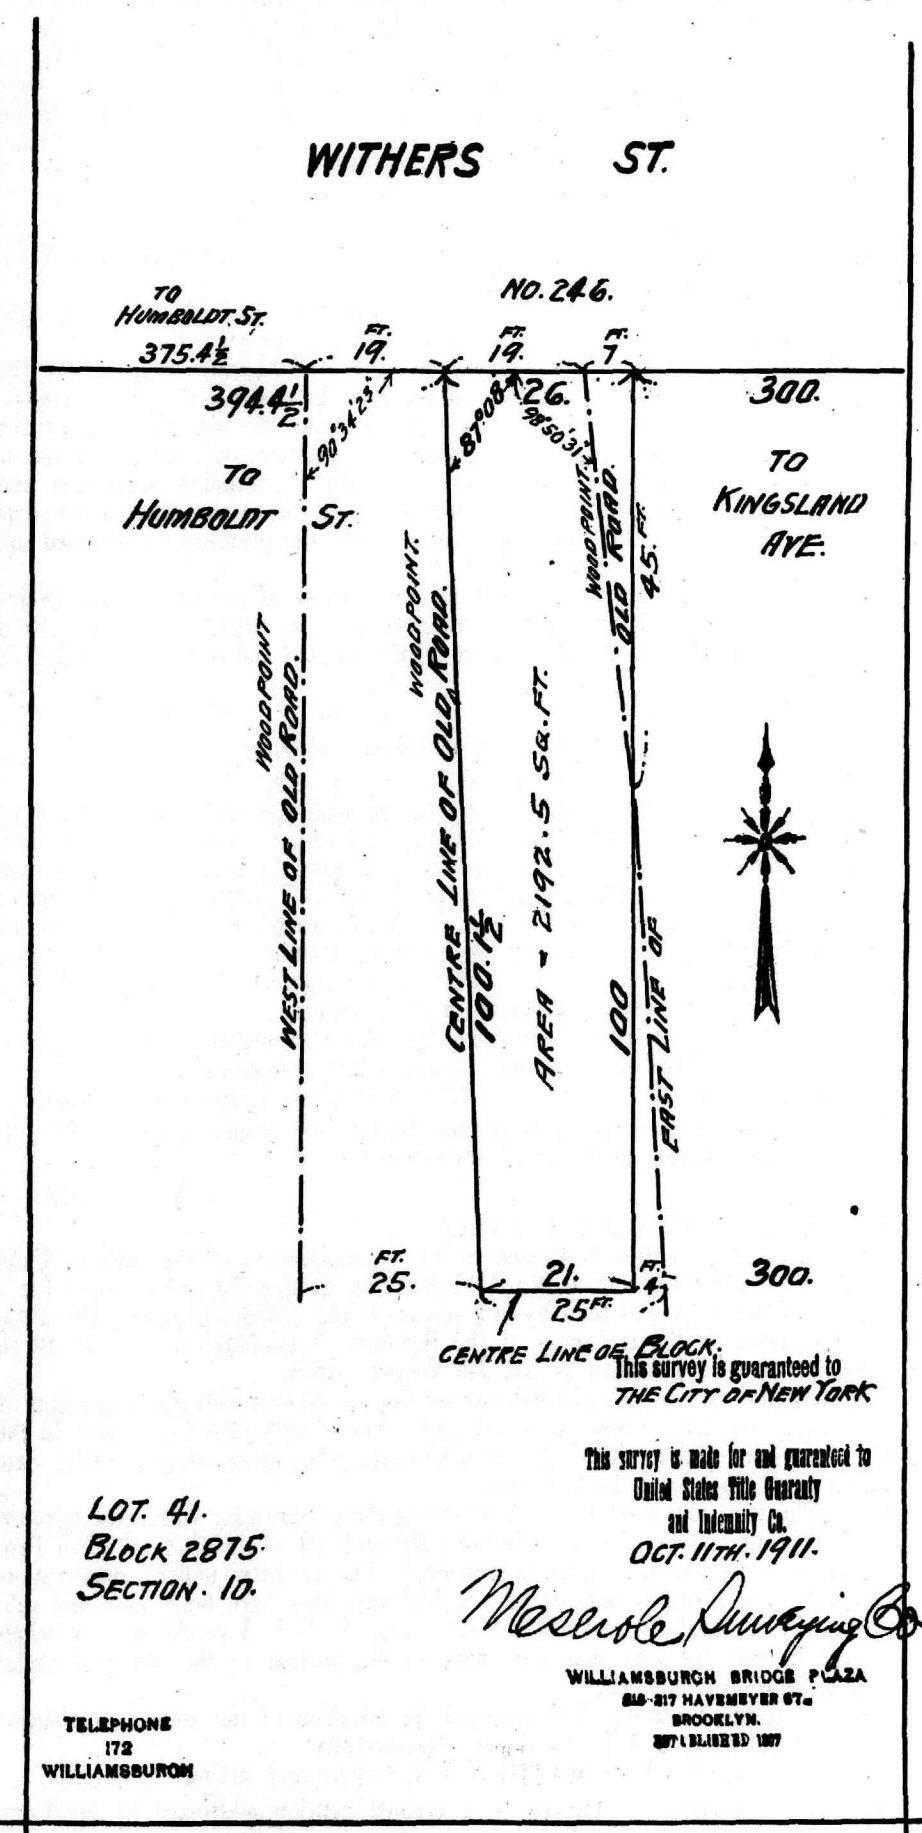 WITHERS ST.
NO. 246.
TO
HUMBOLDT. ST.
375.4½
FT.
19.
FT.
19.
FT.
7
394.4½
90°34'23"
87°08'
26.
98°50'31"
300.
TO
HUMBOLDT ST.
TO
KINGSLAND
AVE.
WOODPOINT
WEST LINE OF OLD ROAD.
WOODPOINT
CENTRE LINE OF OLD ROAD.
100.1½
AREA = 2192.5 SQ. FT.
WOODPOINT
OLD ROAD.
45. FT.
100
EAST LINE OF
FT.
25.
21.
FT.
4
25 FT.
300.
CENTRE LINE OF BLOCK.
This survey is guaranteed to
THE CITY OF NEW YORK
This survey is made for and guaranteed to
United States Title Guaranty
and Indemnity Co.
OCT. 11TH. 1911.
LOT. 41.
BLOCK 2875.
SECTION. 10.
Meserole Surveying Co
WILLIAMSBURGH BRIDGE PLAZA
HAVEMEYER ST.
BROOKLYN.
TELEPHONE
172
WILLIAMSBURGH